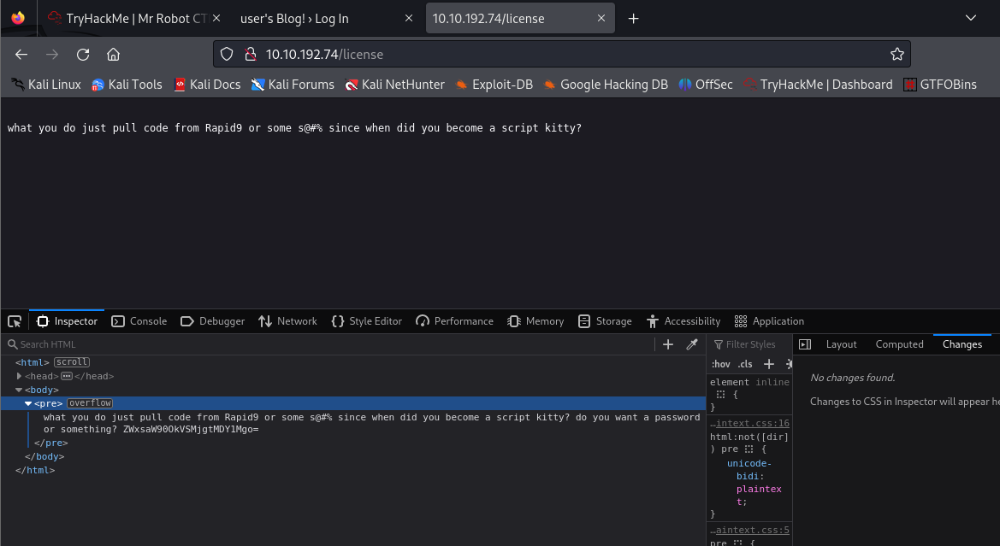 TryHackMe | Mr Robot CT
user's Blog! › Log In
10.10.192.74/license
10.10.192.74/license
Kali Linux Kali Tools Kali Docs Kali Forums Kali NetHunter Exploit-DB Google Hacking DB OffSec TryHackMe | Dashboard GTFOBins
what you do just pull code from Rapid9 or some s@#% since when did you become a script kitty?
Inspector Console Debugger Network Style Editor Performance Memory Storage Accessibility Application
Search HTML
<html> scroll
<head> ••• </head>
<body>
<pre> overflow
what you do just pull code from Rapid9 or some s@#% since when did you become a script kitty? do you want a password
or something? ZWxsaW90OkVSMjgtMDY1Mgo=
</pre>
</body>
</html>
Filter Styles
:hov .cls
element inline
{
}
…intext.css:16
html:not([dir]
) pre {
unicode-
bidi:
plaintex
t;
}
…aintext.css:5
pre {
Layout Computed Changes
No changes found.
Changes to CSS in Inspector will appear he